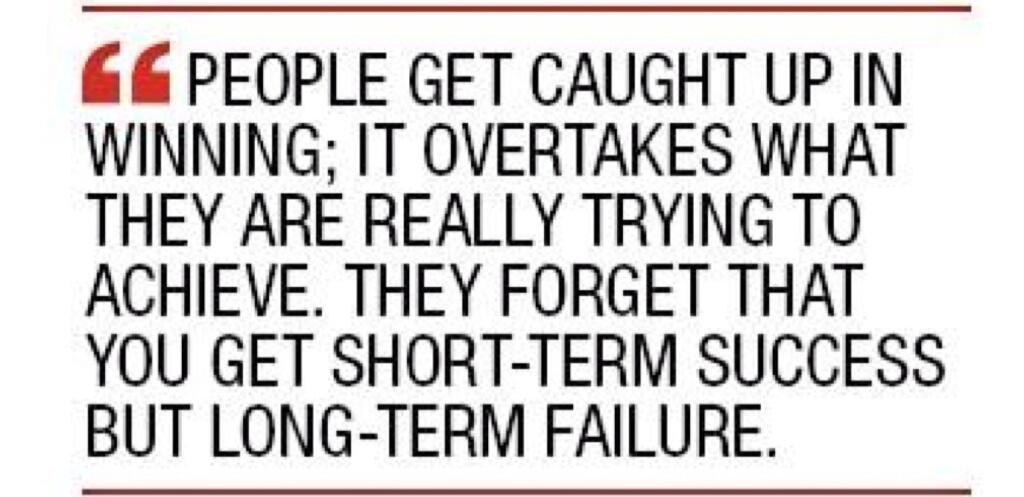 “PEOPLE GET CAUGHT UP IN
WINNING; IT OVERTAKES WHAT
THEY ARE REALLY TRYING TO
ACHIEVE. THEY FORGET THAT
YOU GET SHORT-TERM SUCCESS
BUT LONG-TERM FAILURE.